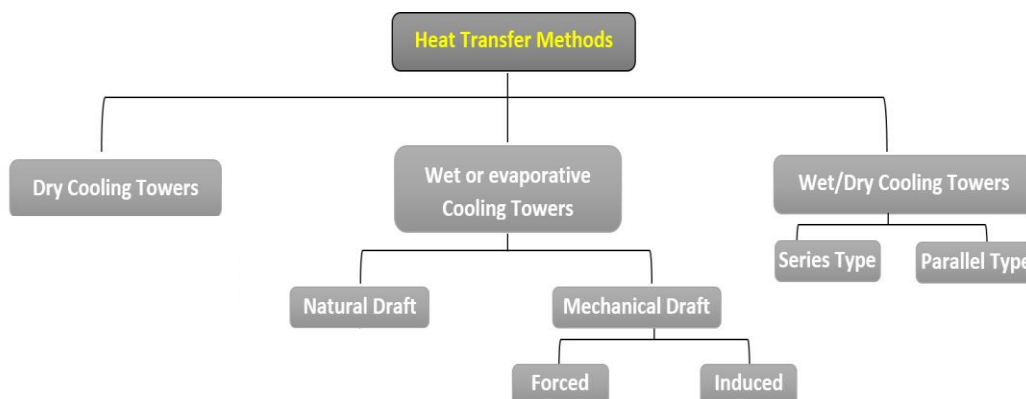 Heat Transfer Methods
Dry Cooling Towers
Wet or evaporative
Cooling Towers
Wet/Dry Cooling Towers
Series Type
Parallel Type
Natural Draft
Mechanical Draft
Forced
Induced